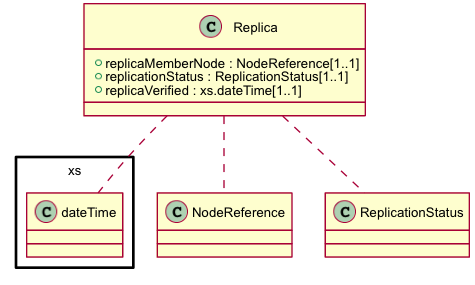 C Replica
replicaMemberNode : NodeReference[1..1]
replicationStatus : ReplicationStatus[1..1]
replicaVerified : xs.dateTime[1..1]
xs
C dateTime
C NodeReference
C ReplicationStatus